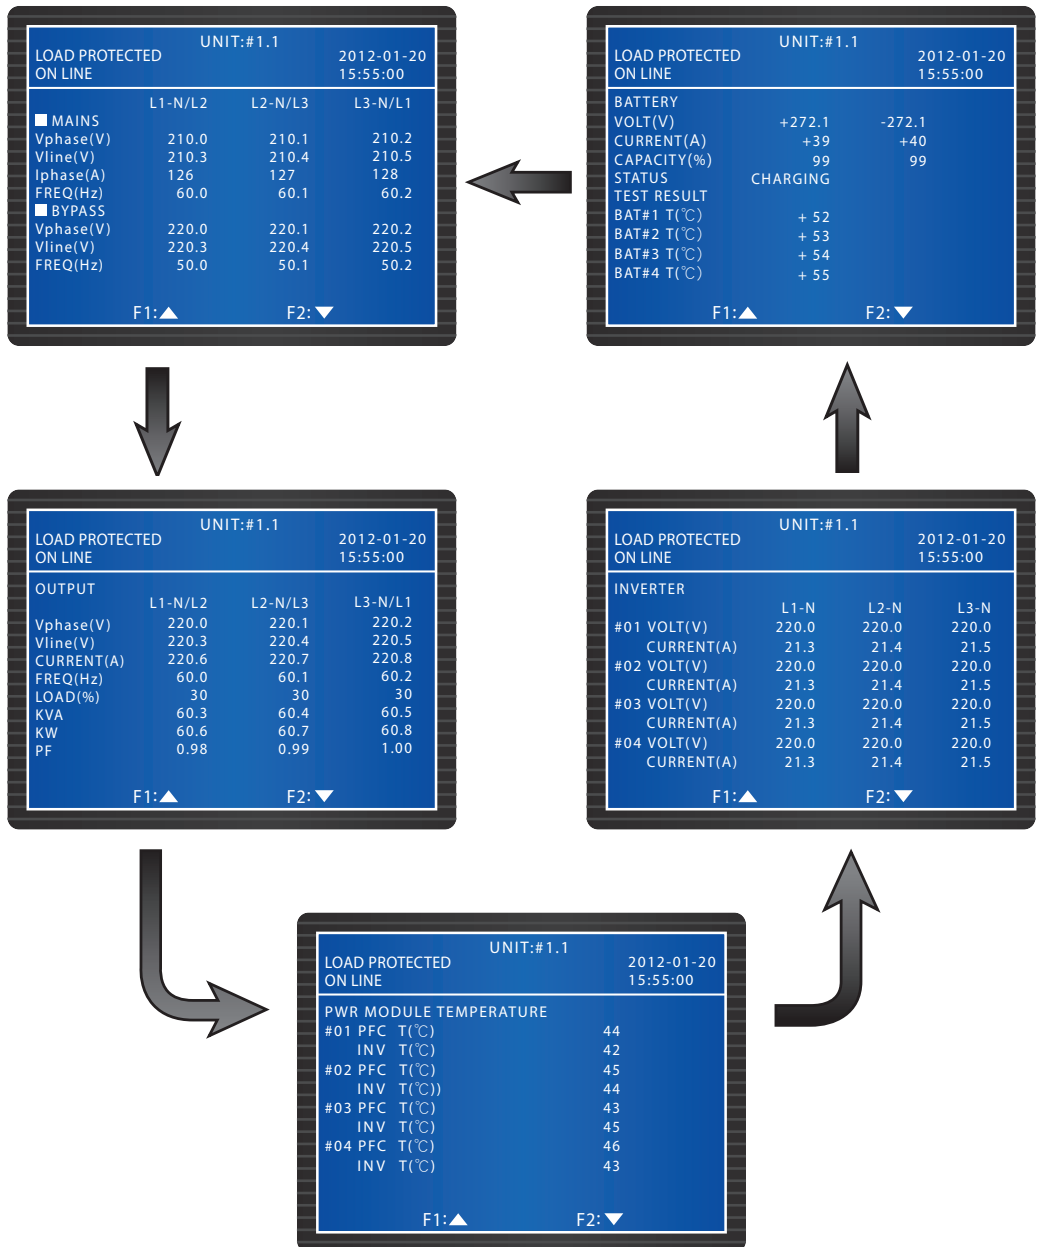 UNIT:#1.1
LOAD PROTECTED 2012-01-20
ON LINE 15:55:00
L1-N/L2 L2-N/L3 L3-N/L1
MAINS
Vphase(V) 210.0 210.1 210.2
Vline(V) 210.3 210.4 210.5
Iphase(A) 126 127 128
FREQ(Hz) 60.0 60.1 60.2
BYPASS
Vphase(V) 220.0 220.1 220.2
Vline(V) 220.3 220.4 220.5
FREQ(Hz) 50.0 50.1 50.2
F1:▲ F2:▼
UNIT:#1.1
LOAD PROTECTED 2012-01-20
ON LINE 15:55:00
BATTERY
VOLT(V) +272.1 -272.1
CURRENT(A) +39 +40
CAPACITY(%) 99 99
STATUS CHARGING
TEST RESULT
BAT#1 T(℃) + 52
BAT#2 T(℃) + 53
BAT#3 T(℃) + 54
BAT#4 T(℃) + 55
F1:▲ F2:▼
UNIT:#1.1
LOAD PROTECTED 2012-01-20
ON LINE 15:55:00
OUTPUT
L1-N/L2 L2-N/L3 L3-N/L1
Vphase(V) 220.0 220.1 220.2
Vline(V) 220.3 220.4 220.5
CURRENT(A) 220.6 220.7 220.8
FREQ(Hz) 60.0 60.1 60.2
LOAD(%) 30 30 30
KVA 60.3 60.4 60.5
KW 60.6 60.7 60.8
PF 0.98 0.99 1.00
F1:▲ F2:▼
UNIT:#1.1
LOAD PROTECTED 2012-01-20
ON LINE 15:55:00
INVERTER
L1-N L2-N L3-N
#01 VOLT(V) 220.0 220.0 220.0
CURRENT(A) 21.3 21.4 21.5
#02 VOLT(V) 220.0 220.0 220.0
CURRENT(A) 21.3 21.4 21.5
#03 VOLT(V) 220.0 220.0 220.0
CURRENT(A) 21.3 21.4 21.5
#04 VOLT(V) 220.0 220.0 220.0
CURRENT(A) 21.3 21.4 21.5
F1:▲ F2:▼
UNIT:#1.1
LOAD PROTECTED 2012-01-20
ON LINE 15:55:00
PWR MODULE TEMPERATURE
#01 PFC T(℃) 44
INV T(℃) 42
#02 PFC T(℃) 45
INV T(℃)) 44
#03 PFC T(℃) 43
INV T(℃) 45
#04 PFC T(℃) 46
INV T(℃) 43
F1:▲ F2:▼